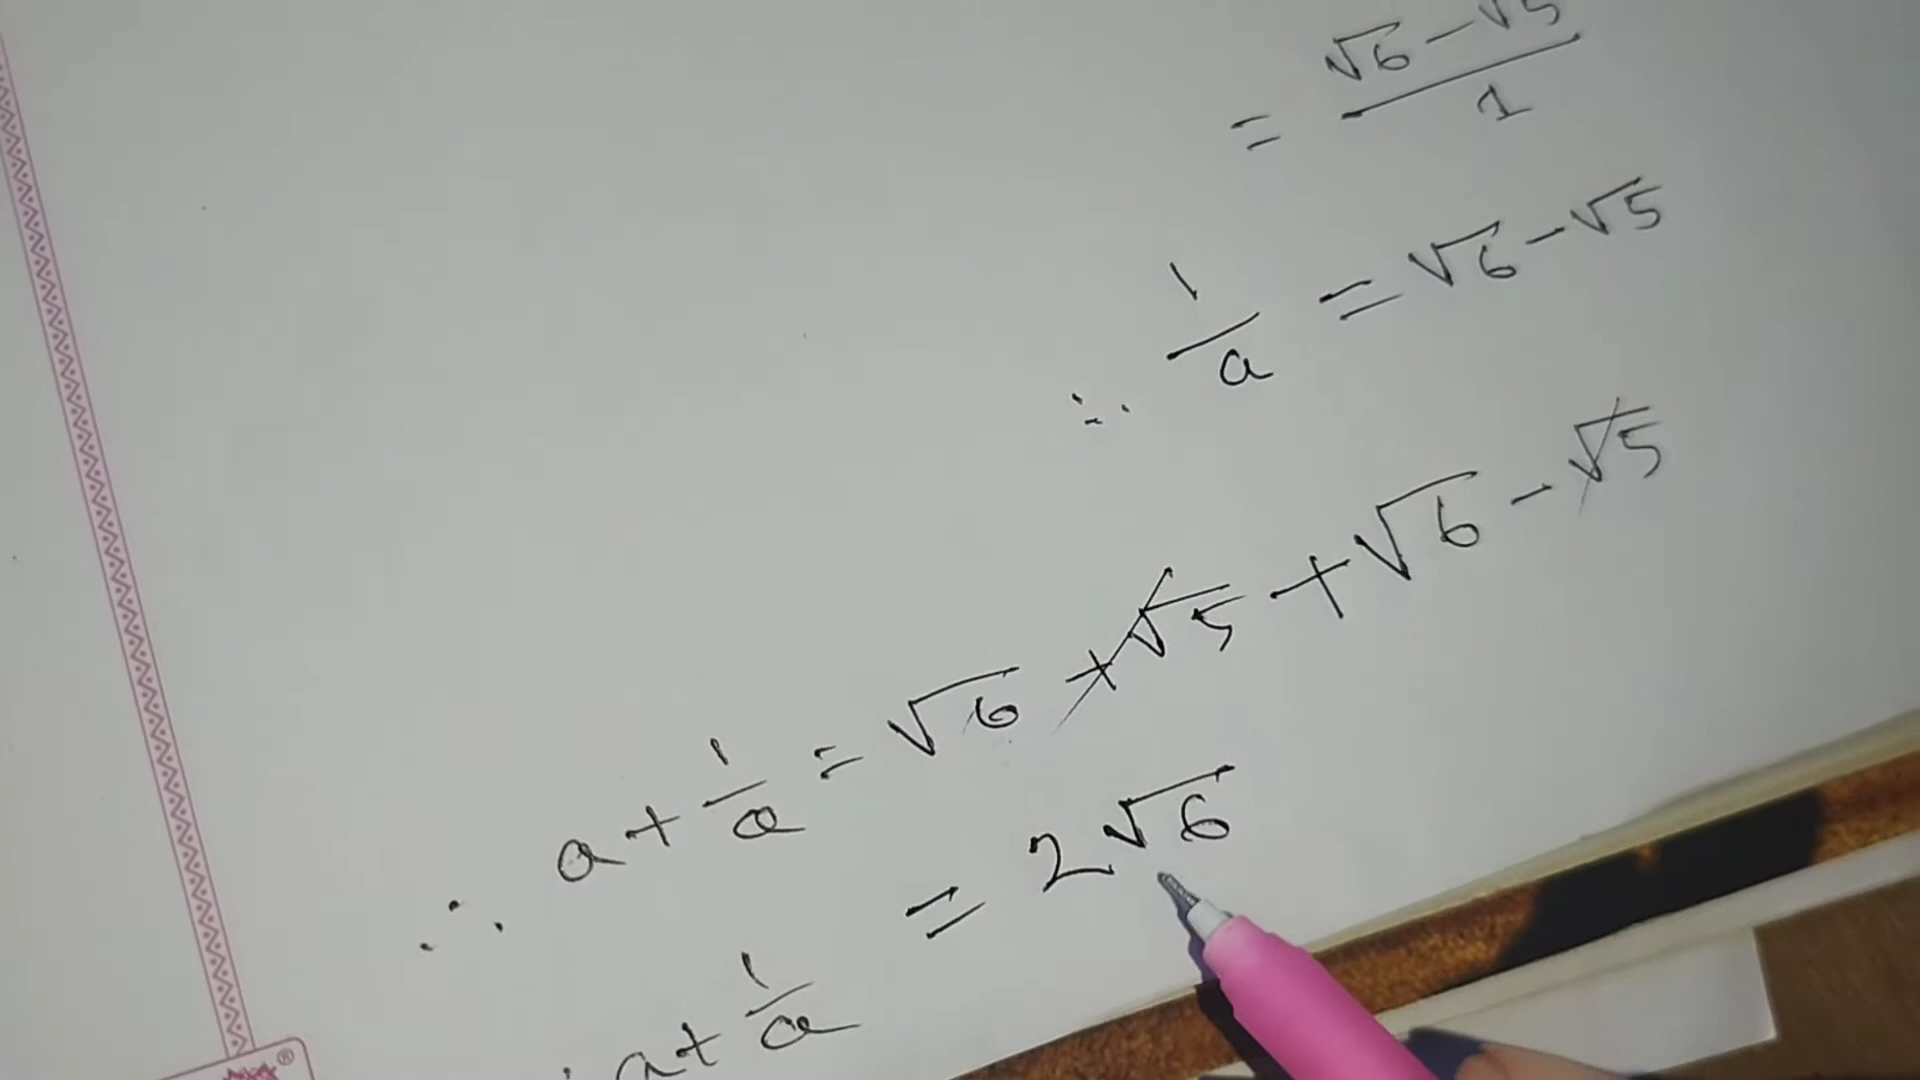 = √6 - √5 / 1
∴ 1/a = √6 - √5
∴ a + 1/a = √6 + √5 + √6 - √5
= 2√6
∴ a + 1/a
®